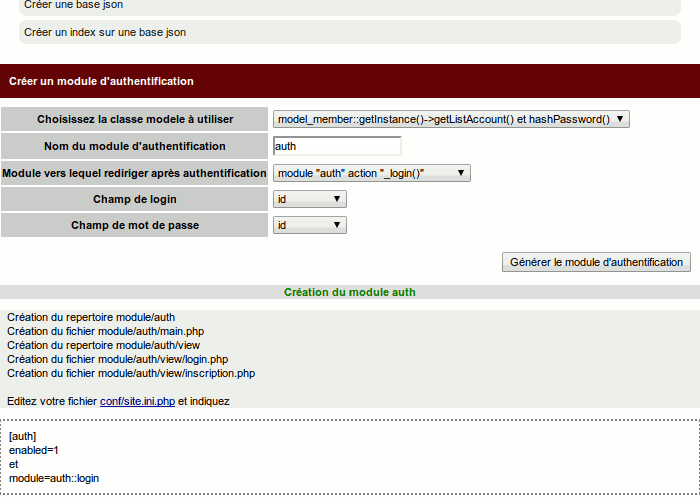 Créer une base json
Créer un index sur une base json
Créer un module d'authentification
Choisissez la classe modele à utiliser
model_member::getInstance()->getListAccount() et hashPassword()
Nom du module d'authentification
auth
Module vers lequel rediriger après authentification
module "auth" action "_login()"
Champ de login
id
Champ de mot de passe
id
Générer le module d'authentification
Création du module auth
Création du repertoire module/auth
Création du fichier module/auth/main.php
Création du repertoire module/auth/view
Création du fichier module/auth/view/login.php
Création du fichier module/auth/view/inscription.php
Editez votre fichier conf/site.ini.php et indiquez
[auth]
enabled=1
et
module=auth::login